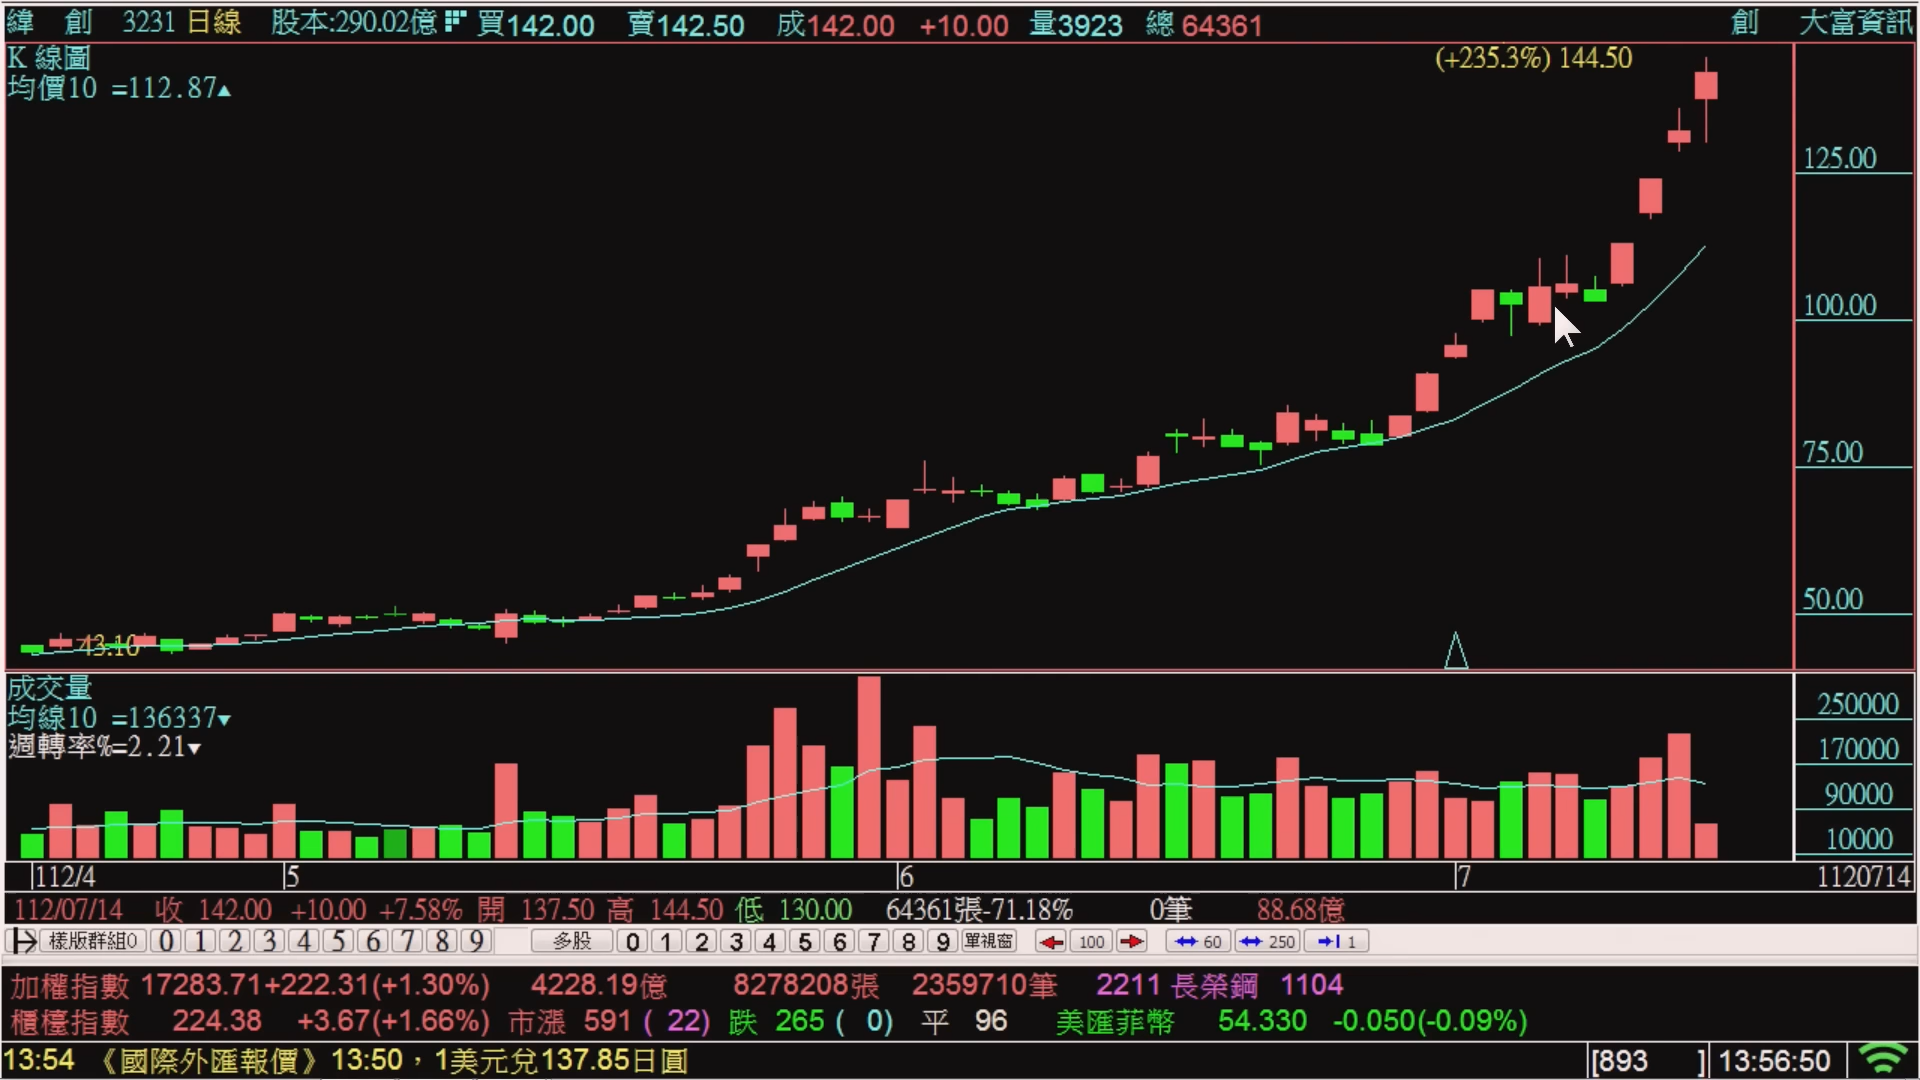 緯 創 3231 日線 股本:290.02億 買142.00 賣142.50 成142.00 +10.00 量3923 總 64361 創 大富資訊
K 線圖
(+235.3%) 144.50
均價10 =112.87▲
125.00
100.00
75.00
50.00
43.10
成交量
均線10 =136337▼
週轉率%=2.21▼
250000
170000
90000
10000
112/4 5 6 7 1120714
112/07/14 收 142.00 +10.00 +7.58% 開 137.50 高 144.50 低 130.00 64361張-71.18% 0筆 88.68億
樣版群組0 0 1 2 3 4 5 6 7 8 9 多股 0 1 2 3 4 5 6 7 8 9 單視窗 100 60 250 1
加權指數 17283.71+222.31(+1.30%) 4228.19億 8278208張 2359710筆 2211 長榮鋼 1104
櫃檯指數 224.38 +3.67(+1.66%) 市漲 591 ( 22) 跌 265 ( 0) 平 96 美匯菲幣 54.330 -0.050(-0.09%)
13:54 《國際外匯報價》13:50，1美元兌137.85日圓 [893 ] 13:56:50